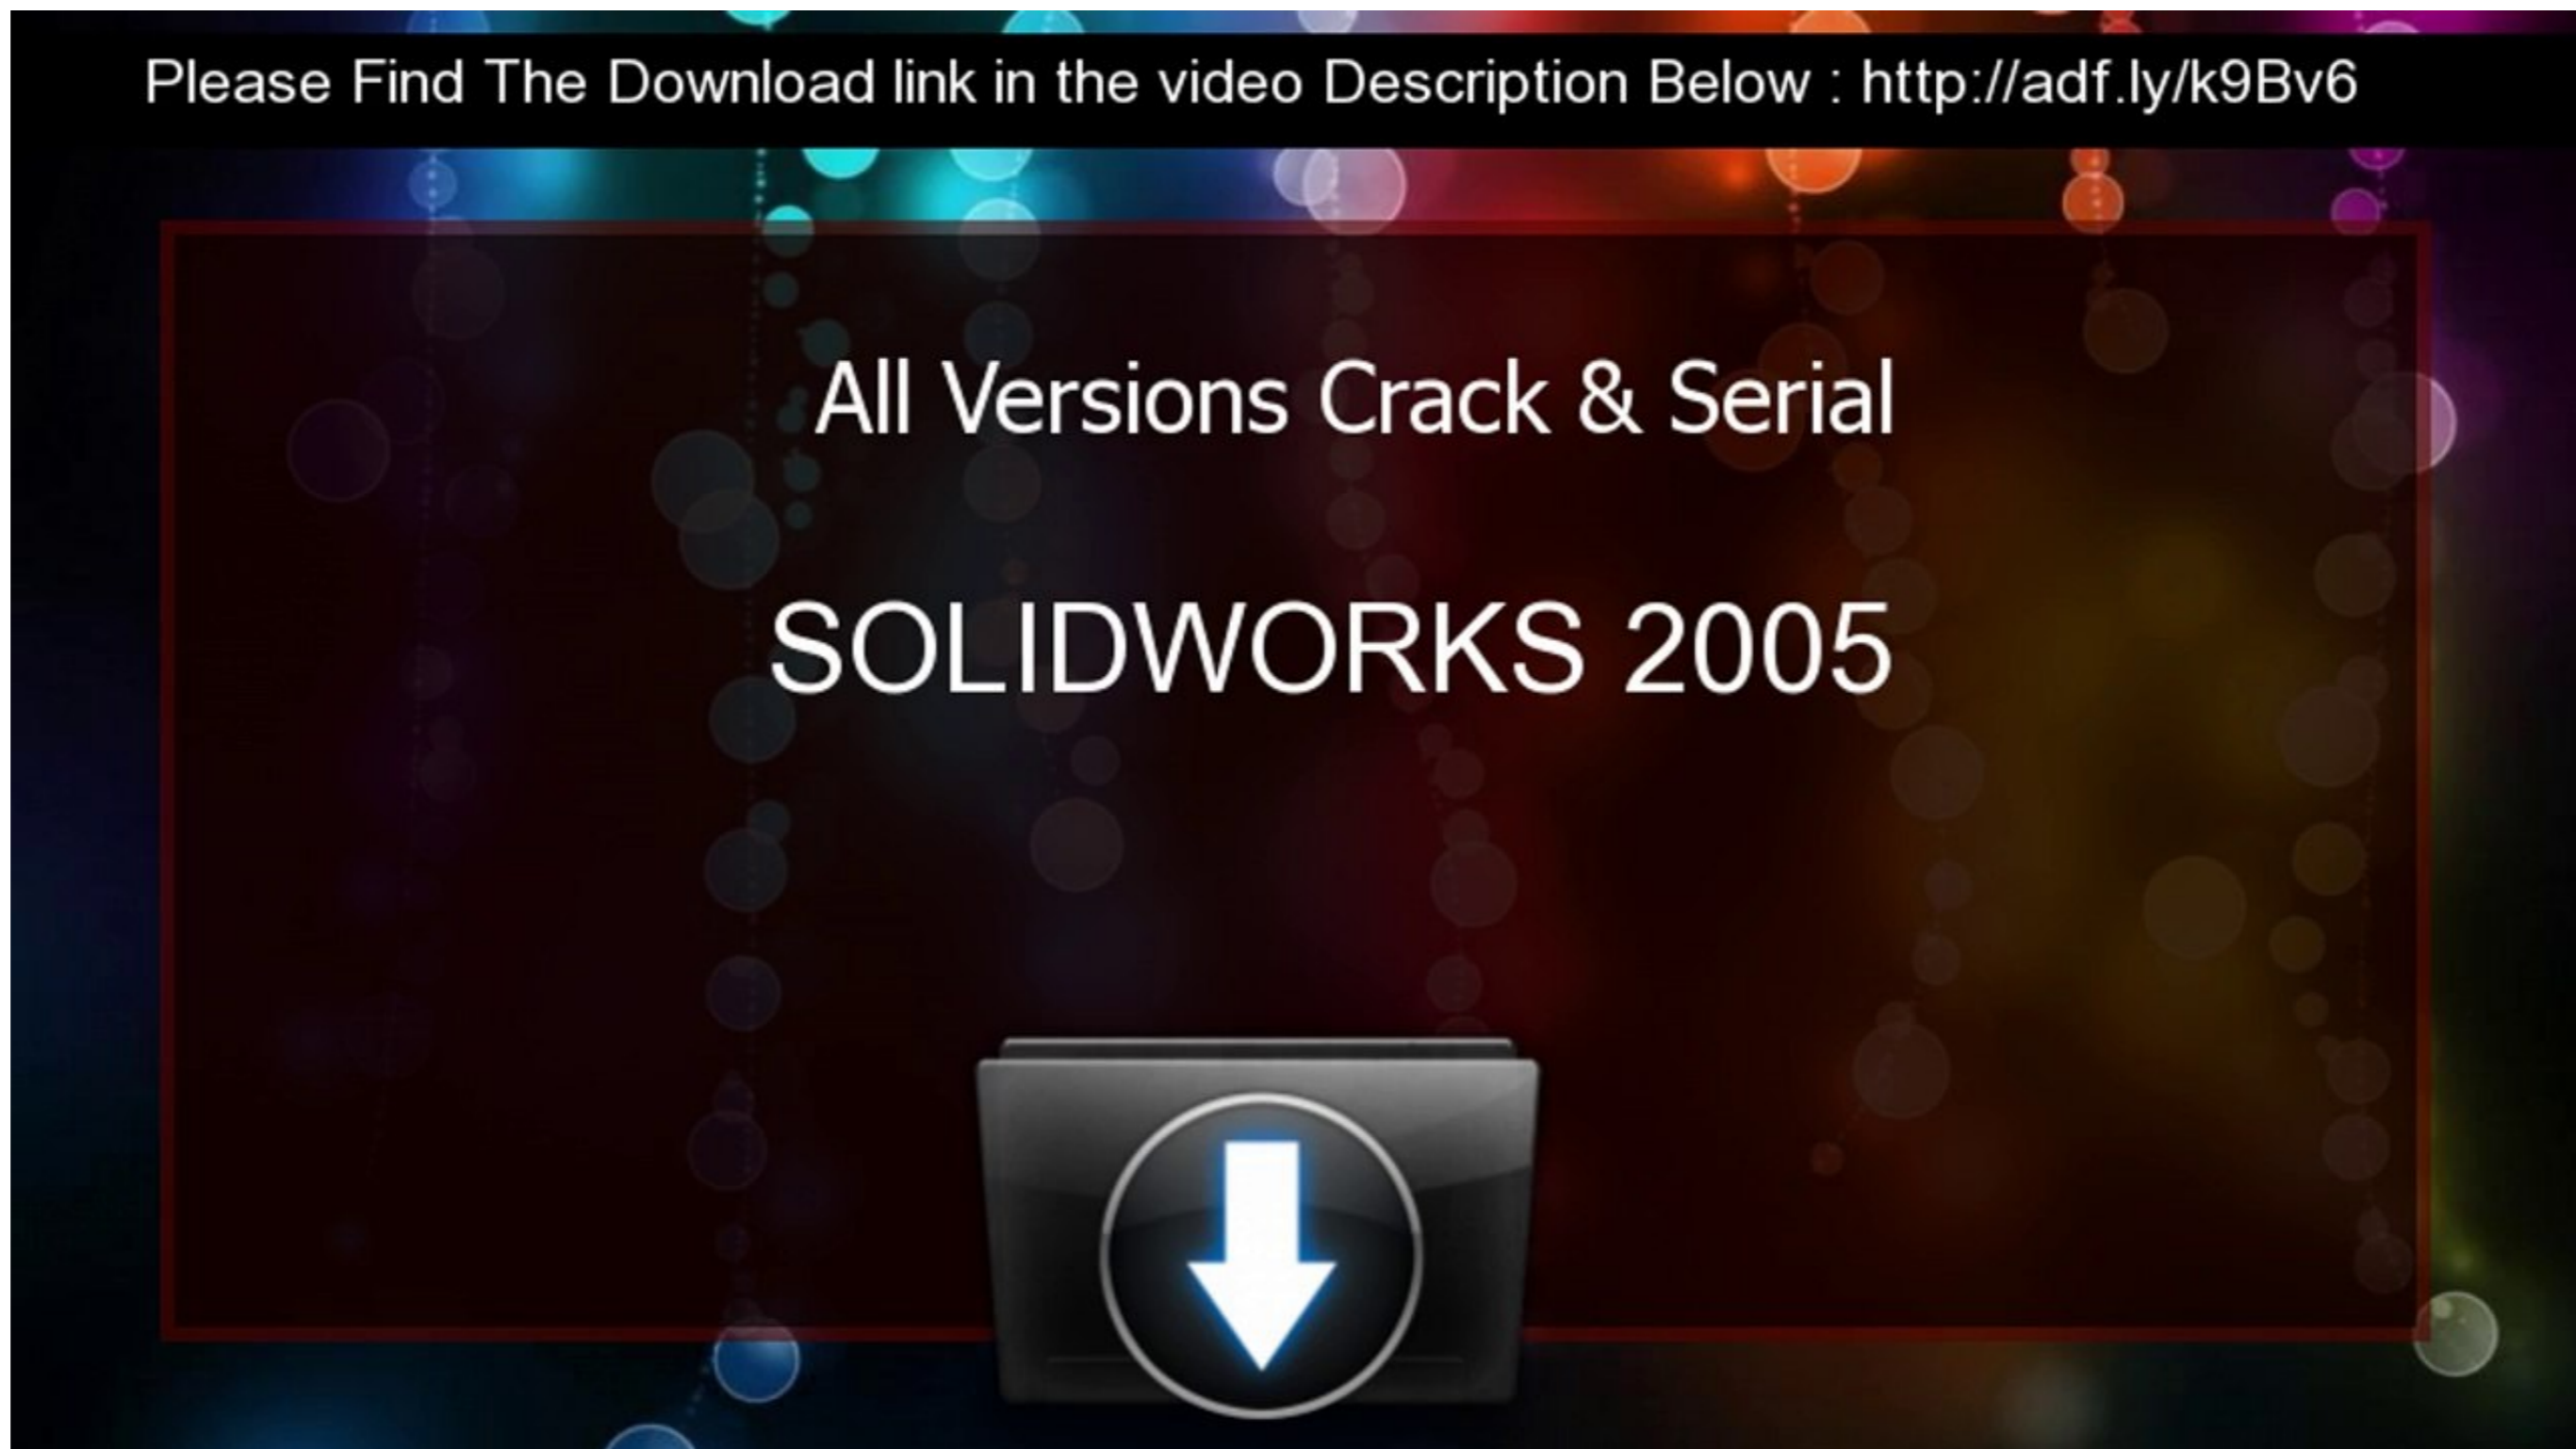 Please Find The Download link in the video Description Below : http://adf.ly/k9Bv6
All Versions Crack & Serial
SOLIDWORKS 2005